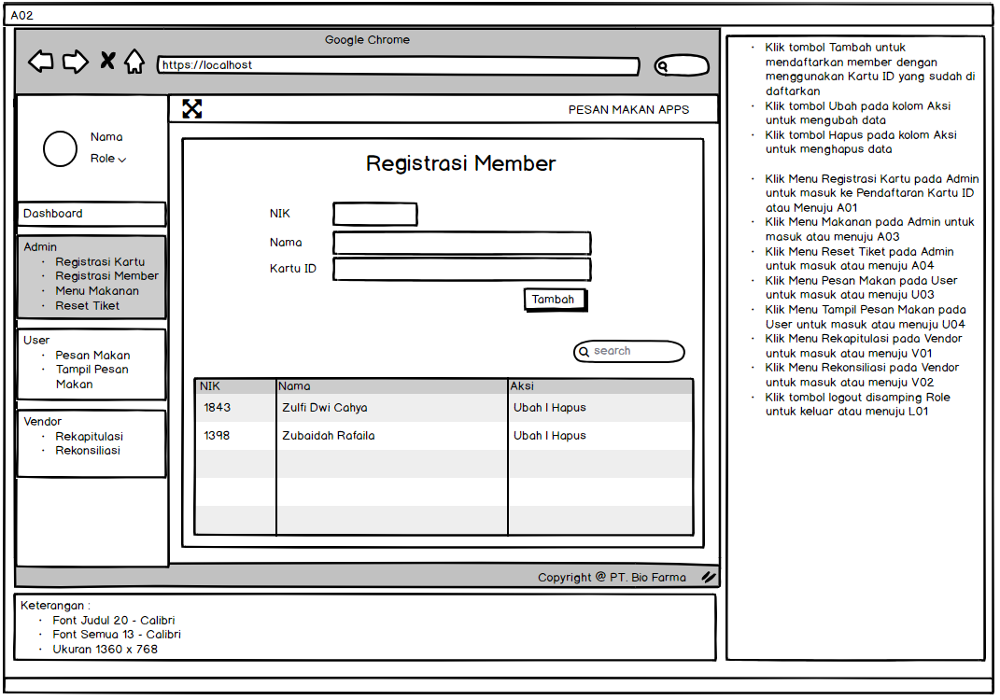 A02
Google Chrome
https://localhost
PESAN MAKAN APPS
Nama
Role
Dashboard
Admin
· Registrasi Kartu
· Registrasi Member
· Menu Makanan
· Reset Tiket
User
· Pesan Makan
· Tampil Pesan
Makan
Vendor
· Rekapitulasi
· Rekonsiliasi
Registrasi Member
NIK
Nama
Kartu ID
Tambah
search
NIK Nama Aksi
1843 Zulfi Dwi Cahya Ubah | Hapus
1398 Zubaidah Rafaila Ubah | Hapus
Copyright @ PT. Bio Farma
· Klik tombol Tambah untuk
mendaftarkan member dengan
menggunakan Kartu ID yang sudah di
daftarkan
· Klik tombol Ubah pada kolom Aksi
untuk mengubah data
· Klik tombol Hapus pada kolom Aksi
untuk menghapus data
· Klik Menu Registrasi Kartu pada Admin
untuk masuk ke Pendaftaran Kartu ID
atau Menuju A01
· Klik Menu Makanan pada Admin untuk
masuk atau menuju A03
· Klik Menu Reset Tiket pada Admin
untuk masuk atau menuju A04
· Klik Menu Pesan Makan pada User
untuk masuk atau menuju U03
· Klik Menu Tampil Pesan Makan pada
User untuk masuk atau menuju U04
· Klik Menu Rekapitulasi pada Vendor
untuk masuk atau menuju V01
· Klik Menu Rekonsiliasi pada Vendor
untuk masuk atau menuju V02
· Klik tombol logout disamping Role
untuk keluar atau menuju L01
Keterangan :
· Font Judul 20 - Calibri
· Font Semua 13 - Calibri
· Ukuran 1360 x 768